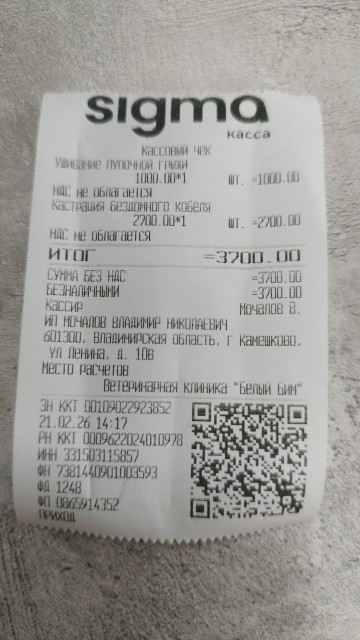 sigma
касса
Кассовый чек
Ушивание пупочной грыжи
1000.00*1 шт. =1000.00
НДС не облагается
Кастрация бездомного кобеля
2700.00*1 шт. =2700.00
НДС не облагается
ИТОГ =3700.00
СУММА БЕЗ НДС =3700.00
БЕЗНАЛИЧНЫМИ =3700.00
Кассир Мочалов В.
ИП МОЧАЛОВ ВЛАДИМИР НИКОЛАЕВИЧ
601300, Владимирская область, г Камешково,
ул Ленина, д. 10в
Место расчетов
Ветеринарная клиника "Белый Бим"
ЗН ККТ 00109022923852
21.02.26 14:17
РН ККТ 0009622024010978
ИНН 331503115857
ФН 7381440901003593
ФД 1248
ФП 0865914352
ПРИХОД